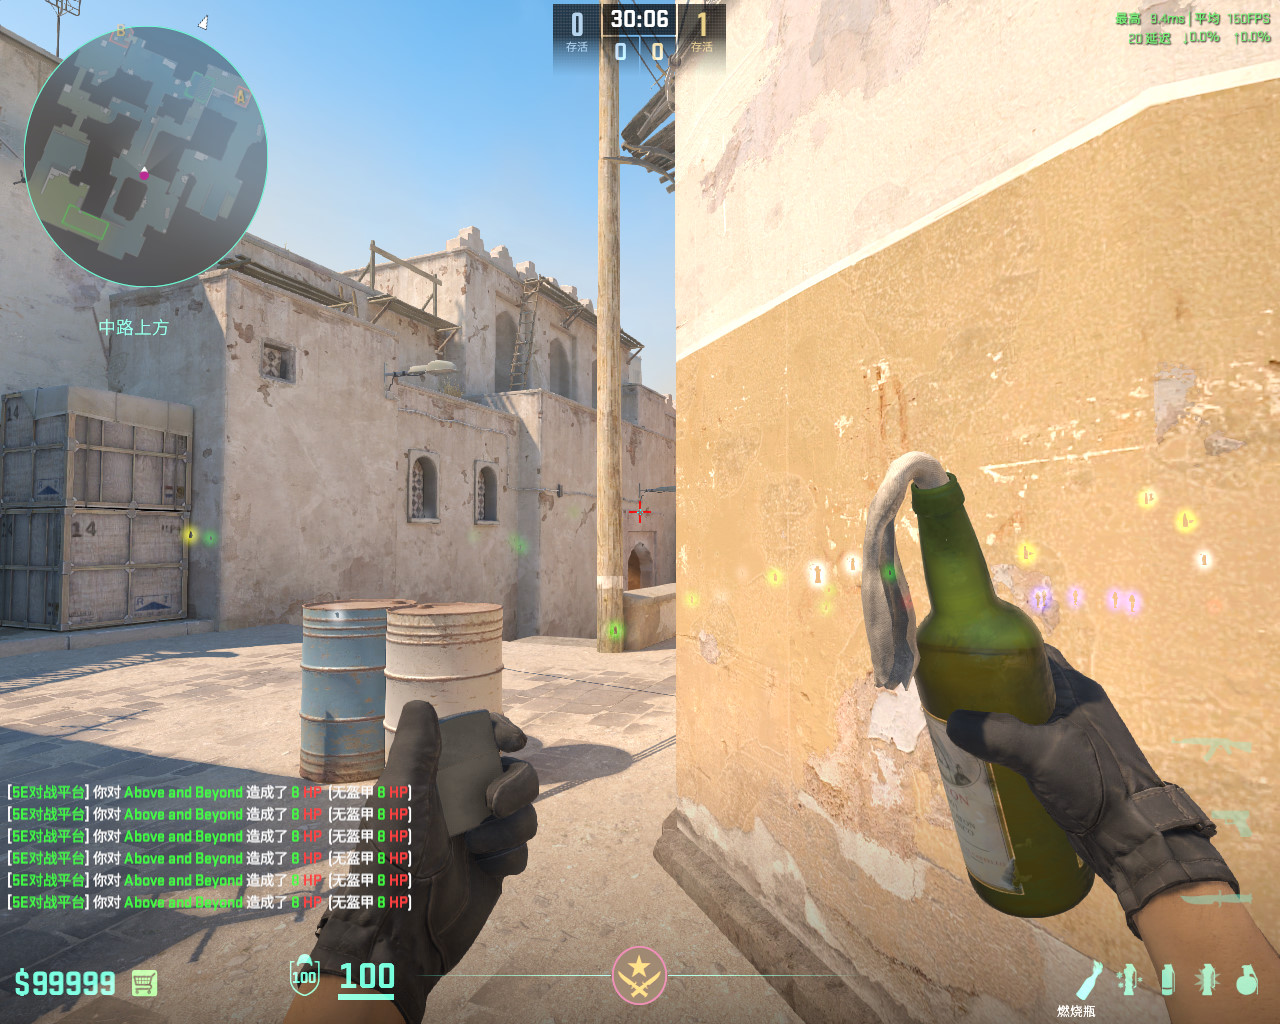 B
A
中路上方
0
存活
30:06
0 0
1
存活
最高 9.4ms | 平均 150FPS
20 延迟 ↓0.0% ↑0.0%
14
14
[5E对战平台] 你对 Above and Beyond 造成了 8 HP (无盔甲 8 HP)
[5E对战平台] 你对 Above and Beyond 造成了 8 HP (无盔甲 8 HP)
[5E对战平台] 你对 Above and Beyond 造成了 8 HP (无盔甲 8 HP)
[5E对战平台] 你对 Above and Beyond 造成了 8 HP (无盔甲 8 HP)
[5E对战平台] 你对 Above and Beyond 造成了 8 HP (无盔甲 8 HP)
[5E对战平台] 你对 Above and Beyond 造成了 8 HP (无盔甲 8 HP)
$99999
100
100
燃烧瓶